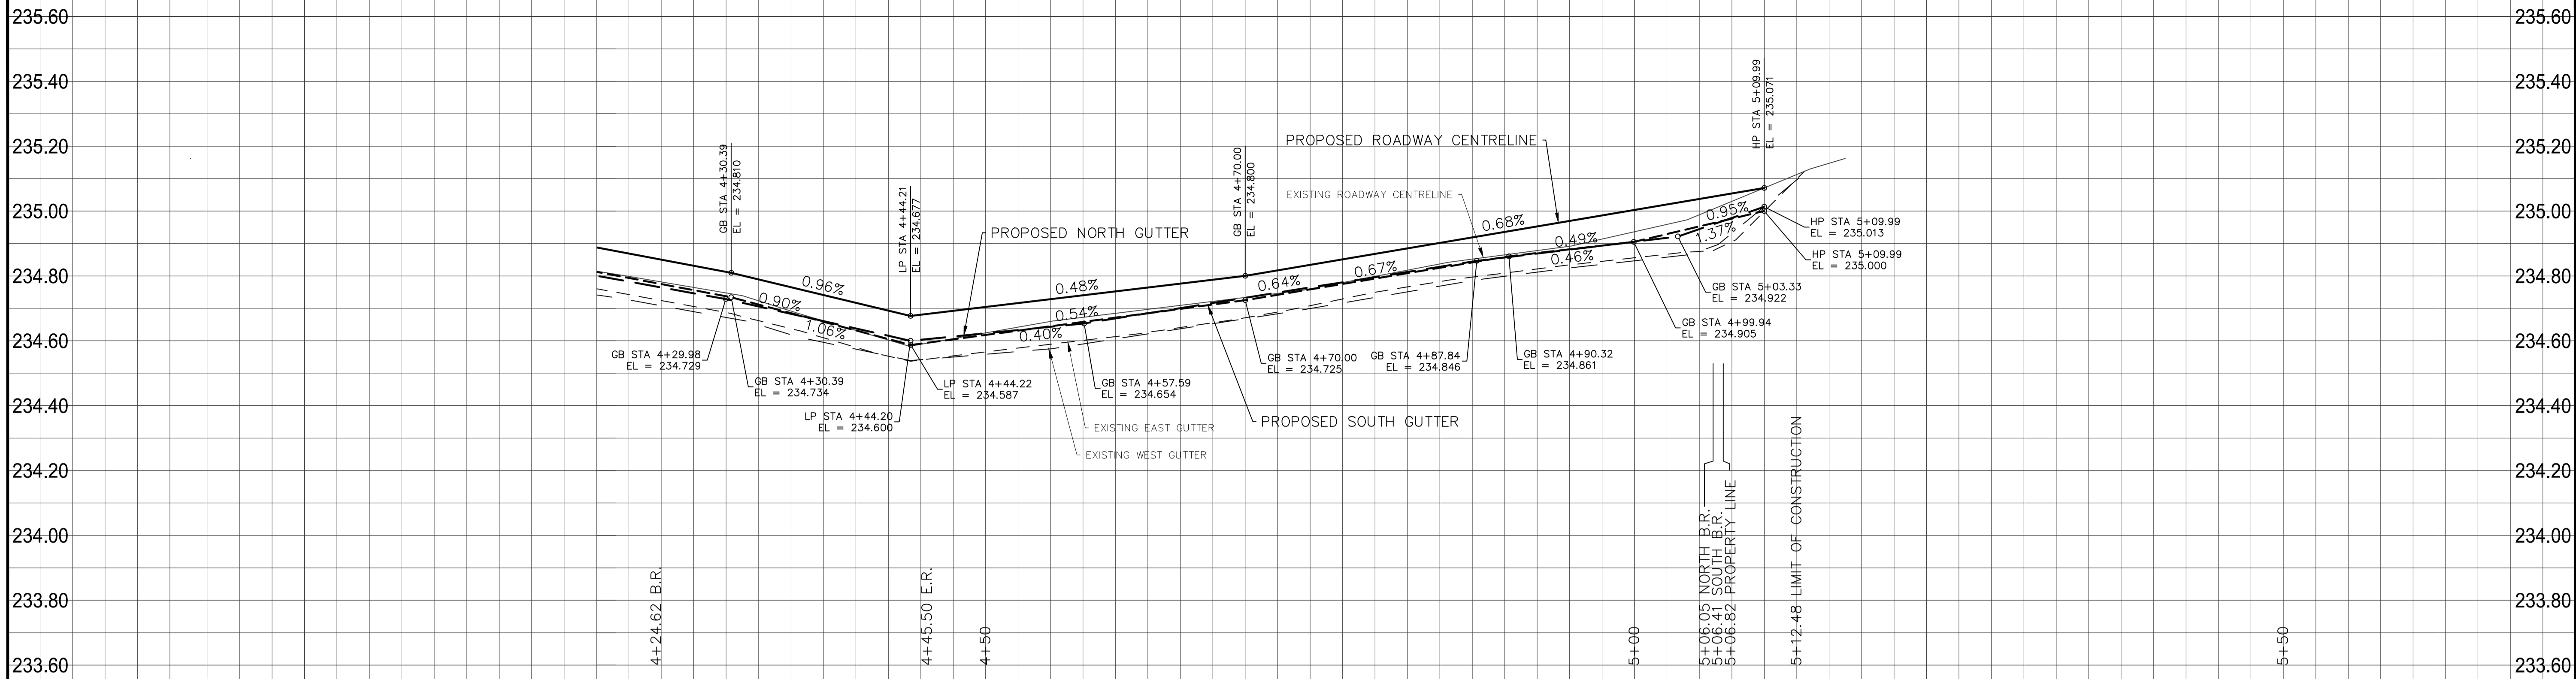 235.60
235.60
235.40
235.40
HP STA 5+09.99
EL = 235.071
235.20
235.20
GB STA 4+30.39
EL = 234.810
LP STA 4+44.21
EL = 234.677
GB STA 4+70.00
EL = 234.800
PROPOSED ROADWAY CENTRELINE
EXISTING ROADWAY CENTRELINE
235.00
235.00
PROPOSED NORTH GUTTER
0.68%
0.95%
1.37%
0.49%
0.46%
HP STA 5+09.99
EL = 235.013
HP STA 5+09.99
EL = 235.000
234.80
234.80
0.96%
0.90%
1.06%
0.48%
0.54%
0.40%
0.64%
0.67%
GB STA 5+03.33
EL = 234.922
GB STA 4+99.94
EL = 234.905
234.60
234.60
GB STA 4+29.98
EL = 234.729
GB STA 4+30.39
EL = 234.734
LP STA 4+44.22
EL = 234.587
GB STA 4+57.59
EL = 234.654
GB STA 4+70.00
EL = 234.725
GB STA 4+87.84
EL = 234.846
GB STA 4+90.32
EL = 234.861
234.40
234.40
LP STA 4+44.20
EL = 234.600
EXISTING EAST GUTTER
PROPOSED SOUTH GUTTER
EXISTING WEST GUTTER
234.20
234.20
234.00
234.00
233.80
233.80
4+24.62 B.R.
4+45.50 E.R.
4+50
5+00
5+06.05 NORTH B.R.
5+06.41 SOUTH B.R.
5+06.82 PROPERTY LINE
5+12.48 LIMIT OF CONSTRUCTION
5+50
233.60
233.60